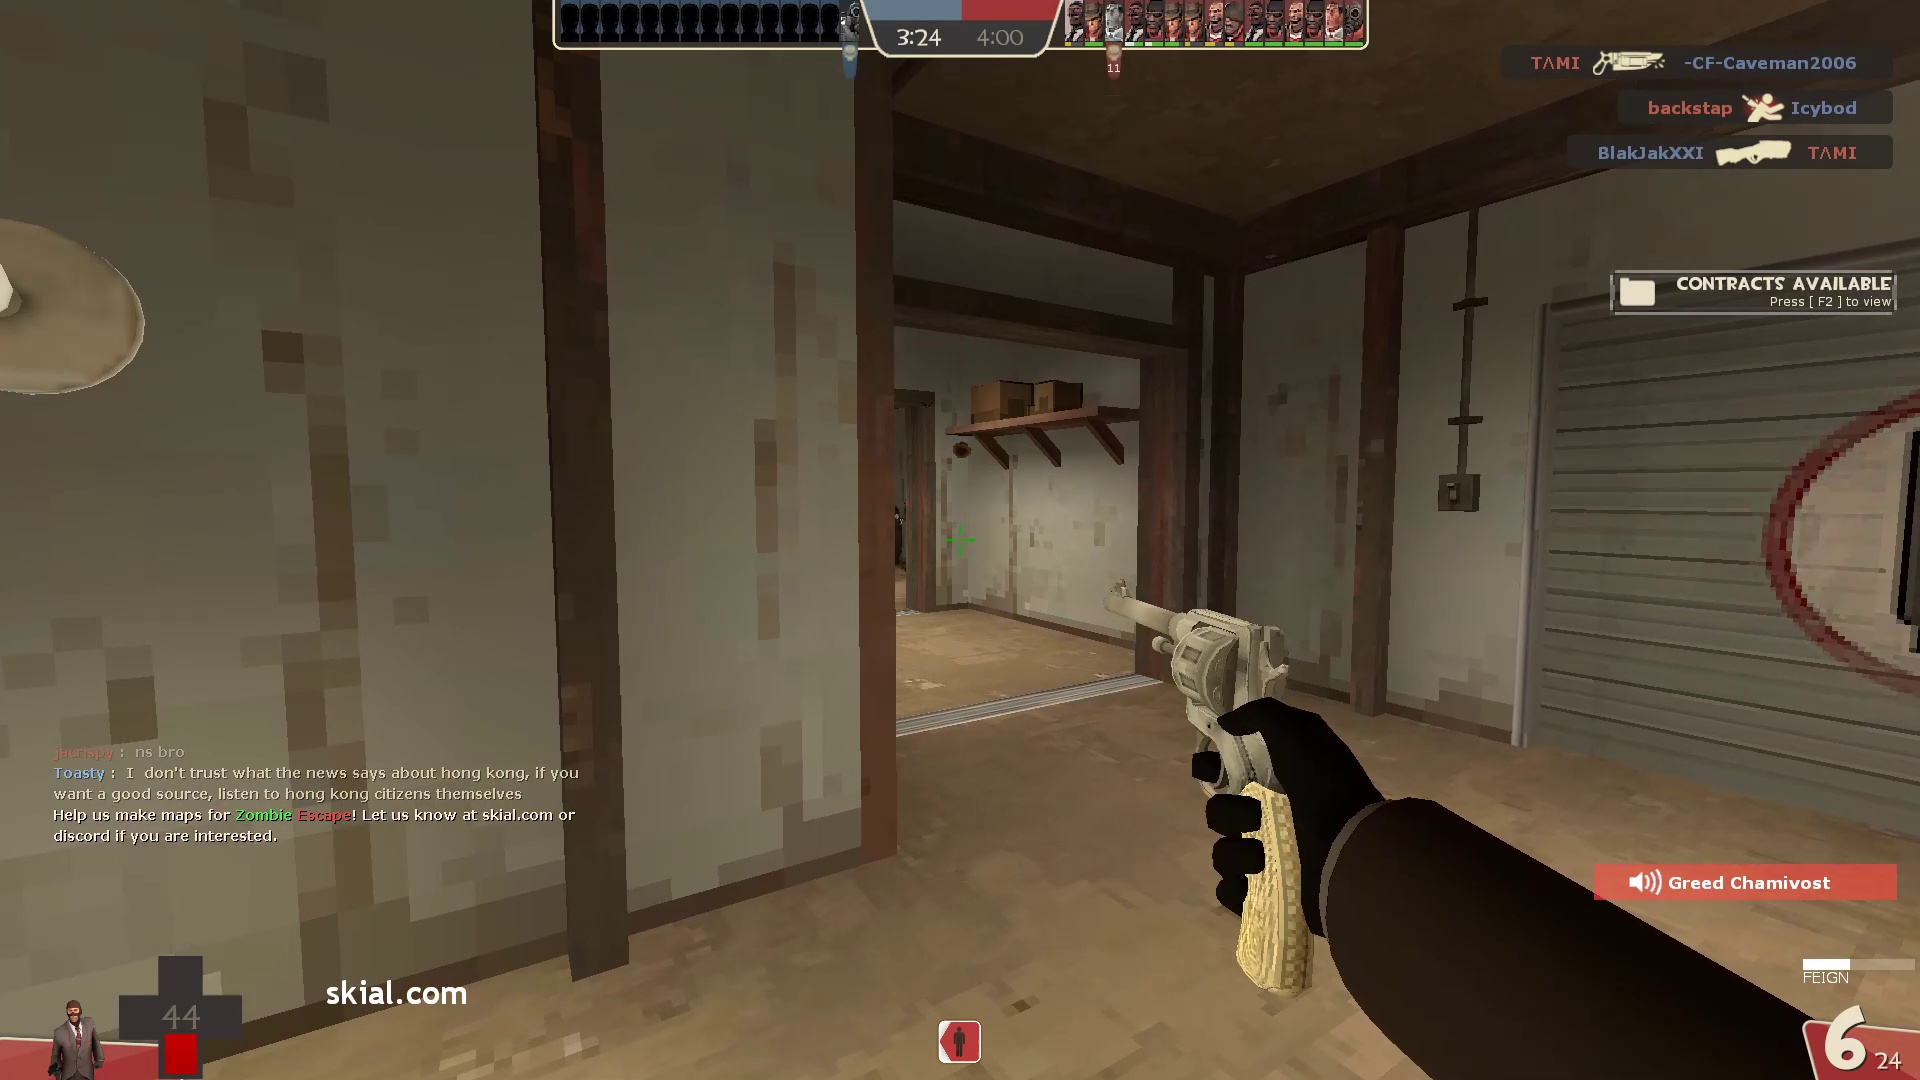 3:24 4:00
11
TΛMI -CF-Caveman2006
backstap Icybod
BlakJakXXI TΛMI
CONTRACTS AVAILABLE
Press [ F2 ] to view
jacrispy : ns bro
Toasty : I don't trust what the news says about hong kong, if you
want a good source, listen to hong kong citizens themselves
Help us make maps for Zombie Escape! Let us know at skial.com or
discord if you are interested.
Greed Chamivost
FEIGN
skial.com
44
6 24